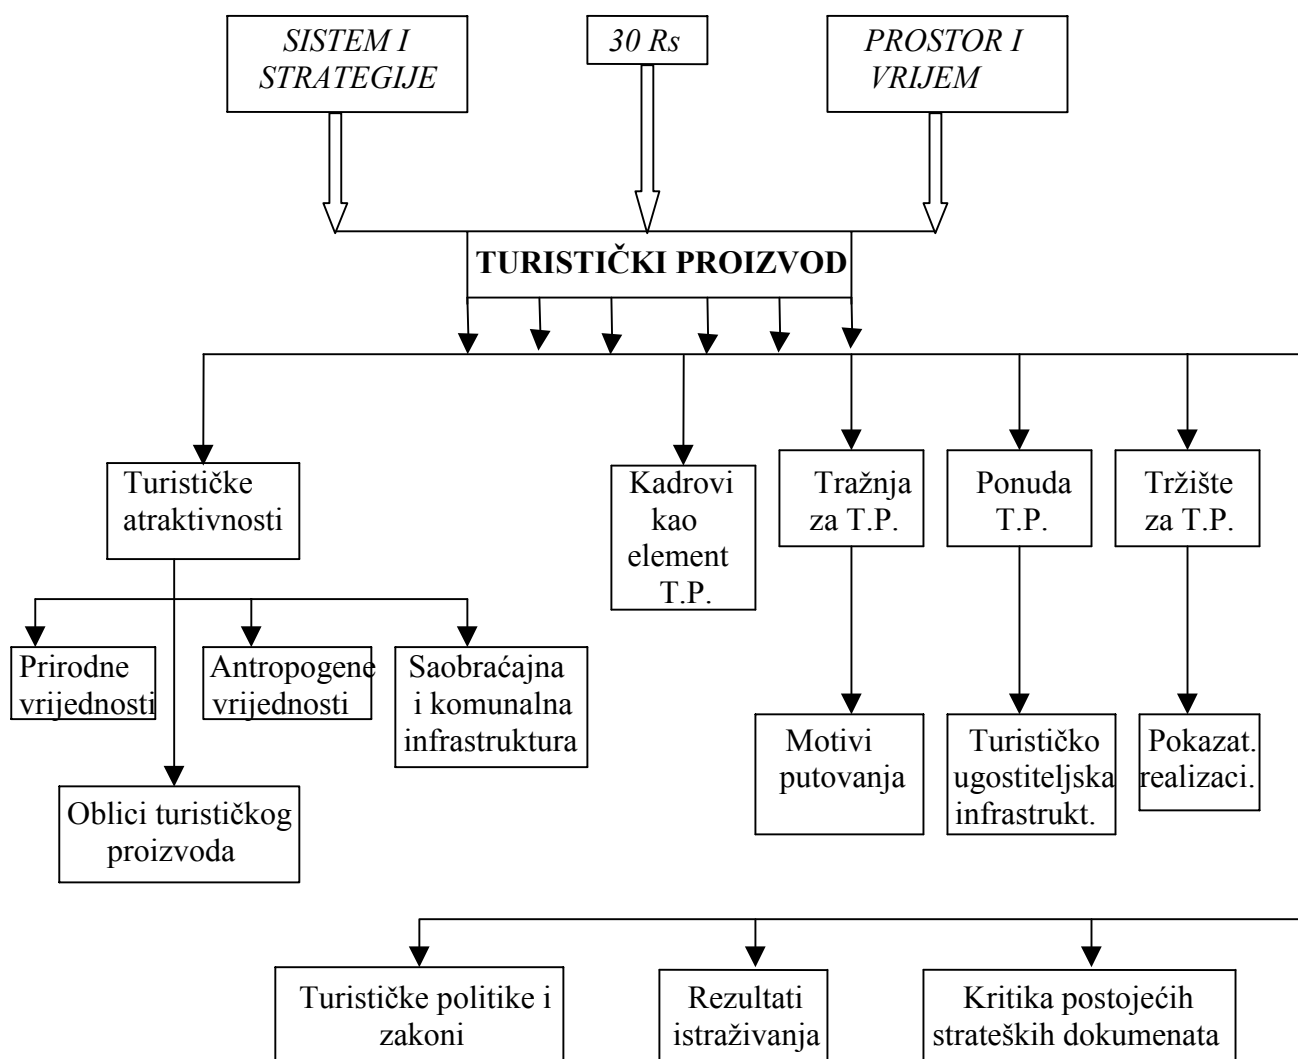 SISTEM I
STRATEGIJE
30 Rs
PROSTOR I
VRIJEM
TURISTIČKI PROIZVOD
Turističke
atraktivnosti
Kadrovi
kao
element
T.P.
Tražnja
za T.P.
Ponuda
T.P.
Tržište
za T.P.
Prirodne
vrijednosti
Antropogene
vrijednosti
Saobraćajna
i komunalna
infrastruktura
Motivi
putovanja
Turističko
ugostiteljska
infrastrukt.
Pokazat.
realizaci.
Oblici turističkog
proizvoda
Turističke politike i
zakoni
Rezultati
istraživanja
Kritika postojećih
strateških dokumenata